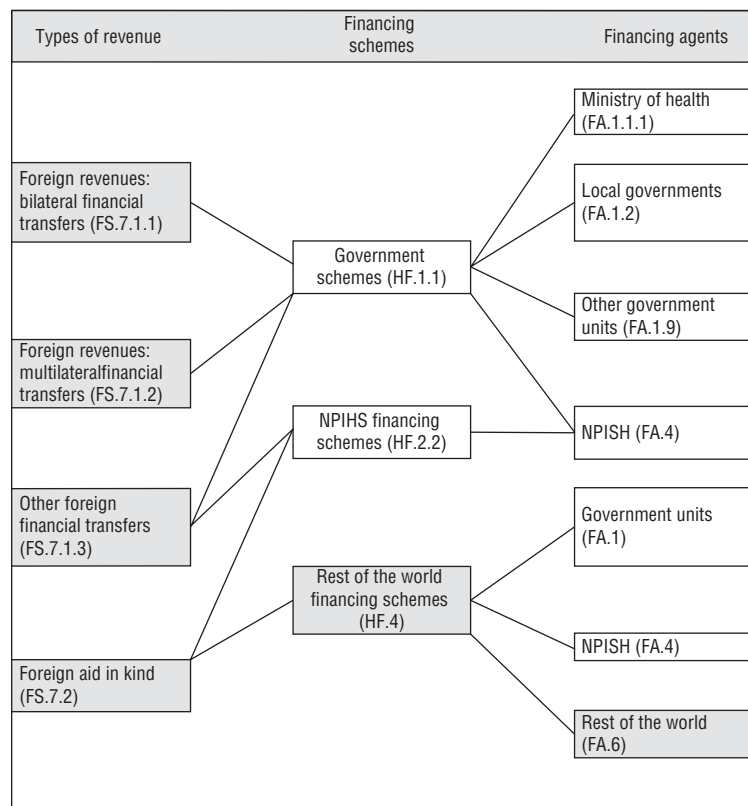 Types of revenue
Financing
schemes
Financing agents
Foreign revenues:
bilateral financial
transfers (FS.7.1.1)
Foreign revenues:
multilateralfinancial
transfers (FS.7.1.2)
Other foreign
financial transfers
(FS.7.1.3)
Foreign aid in kind
(FS.7.2)
Government
schemes (HF.1.1)
NPIHS financing
schemes (HF.2.2)
Rest of the world
financing schemes
(HF.4)
Ministry of health
(FA.1.1.1)
Local governments
(FA.1.2)
Other government
units (FA.1.9)
NPISH (FA.4)
Government units
(FA.1)
NPISH (FA.4)
Rest of the world
(FA.6)